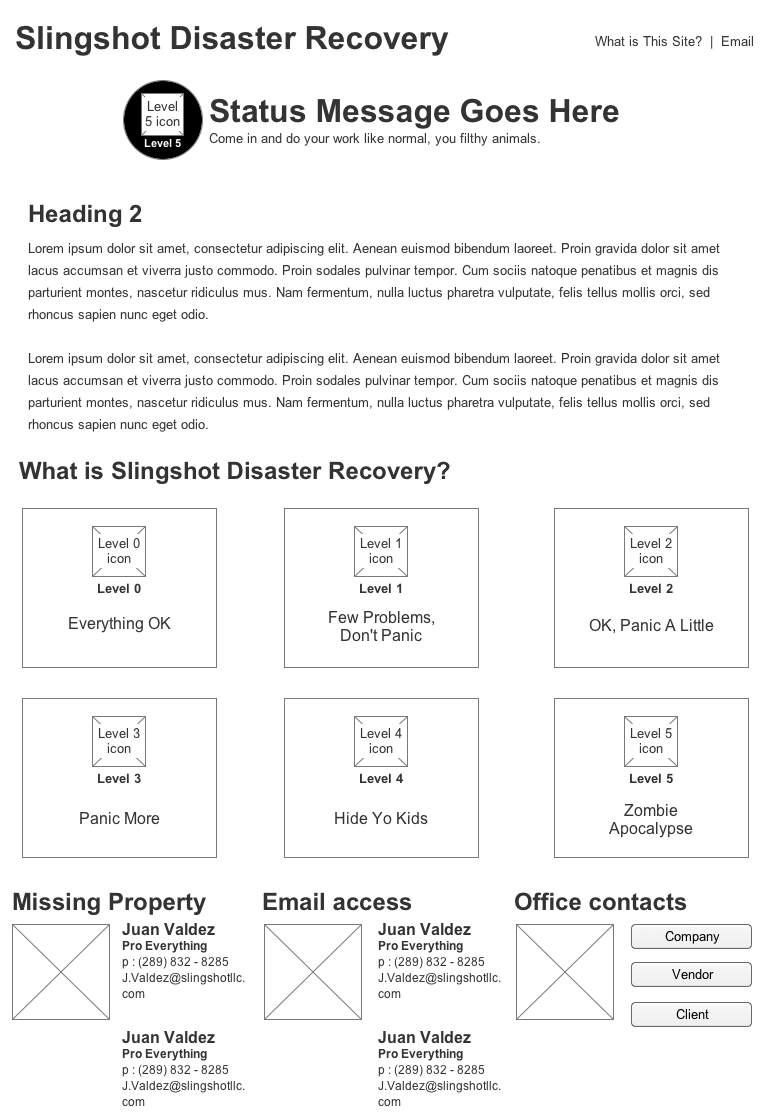 Slingshot Disaster Recovery
What is This Site? | Email
Level
5 icon
Level 5
Status Message Goes Here
Come in and do your work like normal, you filthy animals.
Heading 2
Lorem ipsum dolor sit amet, consectetur adipiscing elit. Aenean euismod bibendum laoreet. Proin gravida dolor sit amet
lacus accumsan et viverra justo commodo. Proin sodales pulvinar tempor. Cum sociis natoque penatibus et magnis dis
parturient montes, nascetur ridiculus mus. Nam fermentum, nulla luctus pharetra vulputate, felis tellus mollis orci, sed
rhoncus sapien nunc eget odio.
Lorem ipsum dolor sit amet, consectetur adipiscing elit. Aenean euismod bibendum laoreet. Proin gravida dolor sit amet
lacus accumsan et viverra justo commodo. Proin sodales pulvinar tempor. Cum sociis natoque penatibus et magnis dis
parturient montes, nascetur ridiculus mus. Nam fermentum, nulla luctus pharetra vulputate, felis tellus mollis orci, sed
rhoncus sapien nunc eget odio.
What is Slingshot Disaster Recovery?
Level 0
icon
Level 0
Everything OK
Level 1
icon
Level 1
Few Problems,
Don't Panic
Level 2
icon
Level 2
OK, Panic A Little
Level 3
icon
Level 3
Panic More
Level 4
icon
Level 4
Hide Yo Kids
Level 5
icon
Level 5
Zombie
Apocalypse
Missing Property
Juan Valdez
Pro Everything
p : (289) 832 - 8285
J.Valdez@slingshotllc.
com
Juan Valdez
Pro Everything
p : (289) 832 - 8285
J.Valdez@slingshotllc.
com
Email access
Juan Valdez
Pro Everything
p : (289) 832 - 8285
J.Valdez@slingshotllc.
com
Juan Valdez
Pro Everything
p : (289) 832 - 8285
J.Valdez@slingshotllc.
com
Office contacts
Company
Vendor
Client